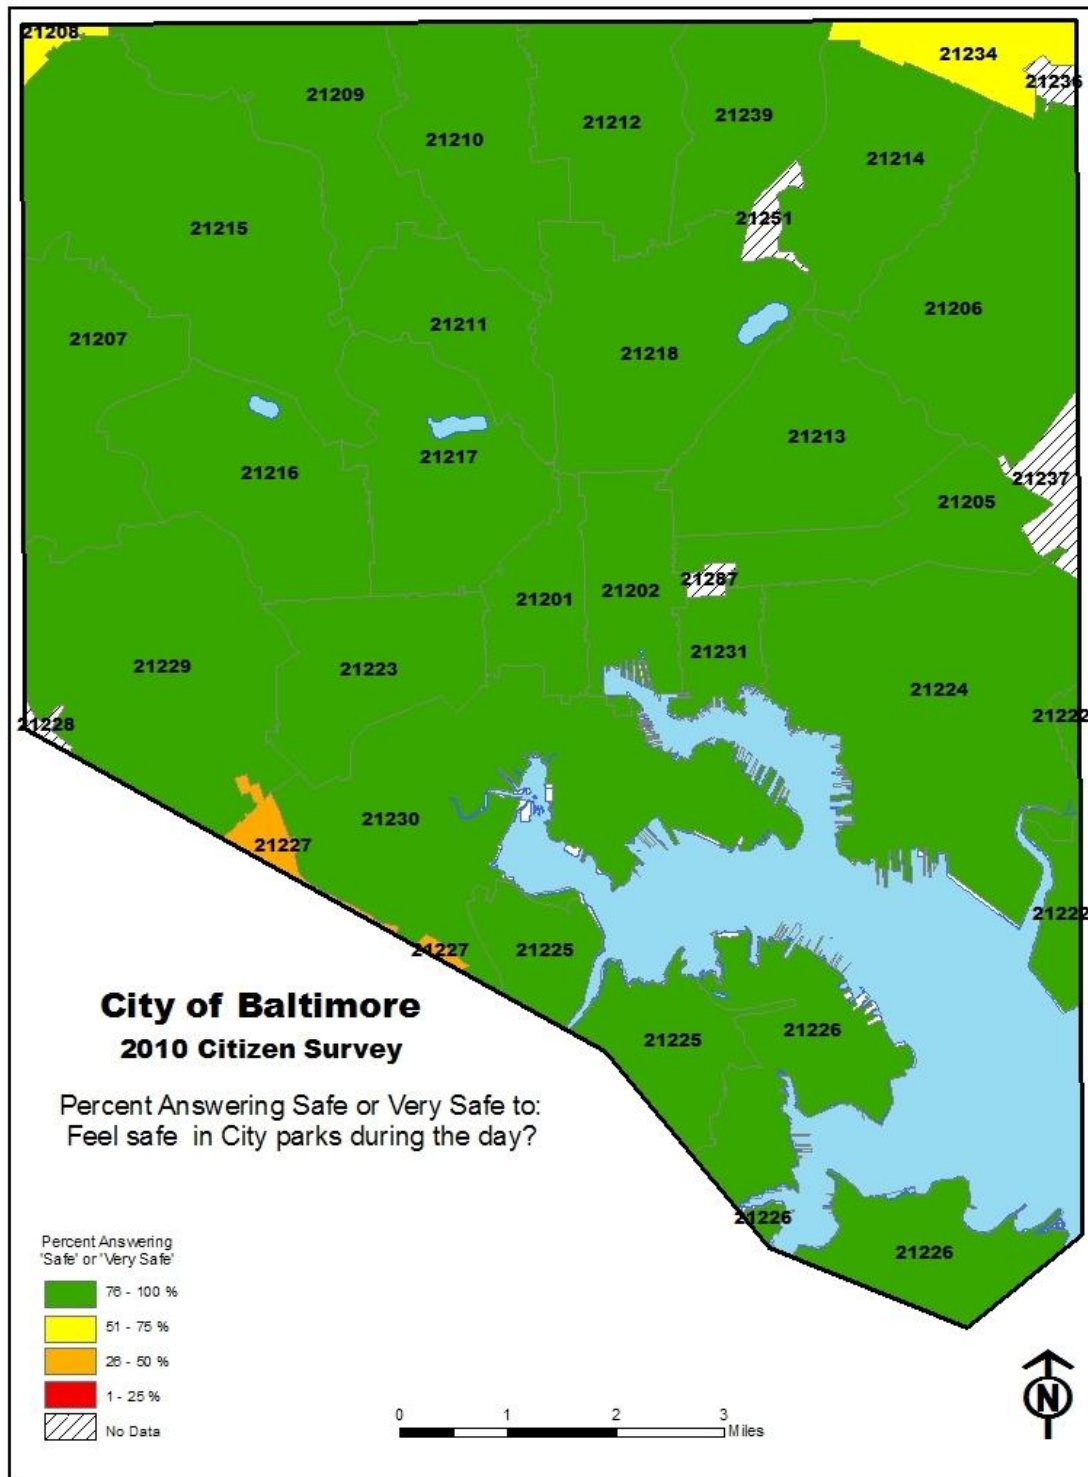 21208
21234
21236
21209
21239
21212
21210
21214
21251
21215
21206
21211
21207
21218
21213
21217
21216
21237
21205
21287
21202
21201
21231
21229
21223
21224
21222
21228
21230
21227
21222
21227
21225
City of Baltimore
2010 Citizen Survey
21226
21225
Percent Answering Safe or Very Safe to:
Feel safe in City parks during the day?
21226
21226
Percent Answering
'Safe' or 'Very Safe'
76 - 100 %
51 - 75 %
26 - 50 %
1 - 25 %
No Data
0 1 2 3
Miles
N